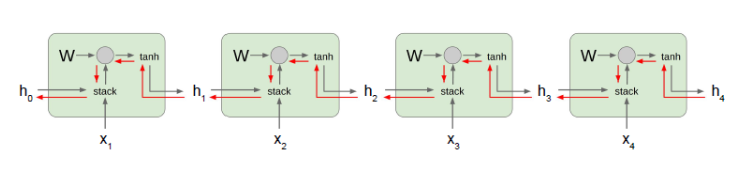 W tanh W tanh W tanh W tanh
h0 stack h1 stack h2 stack h3 stack h4
x1 x2 x3 x4